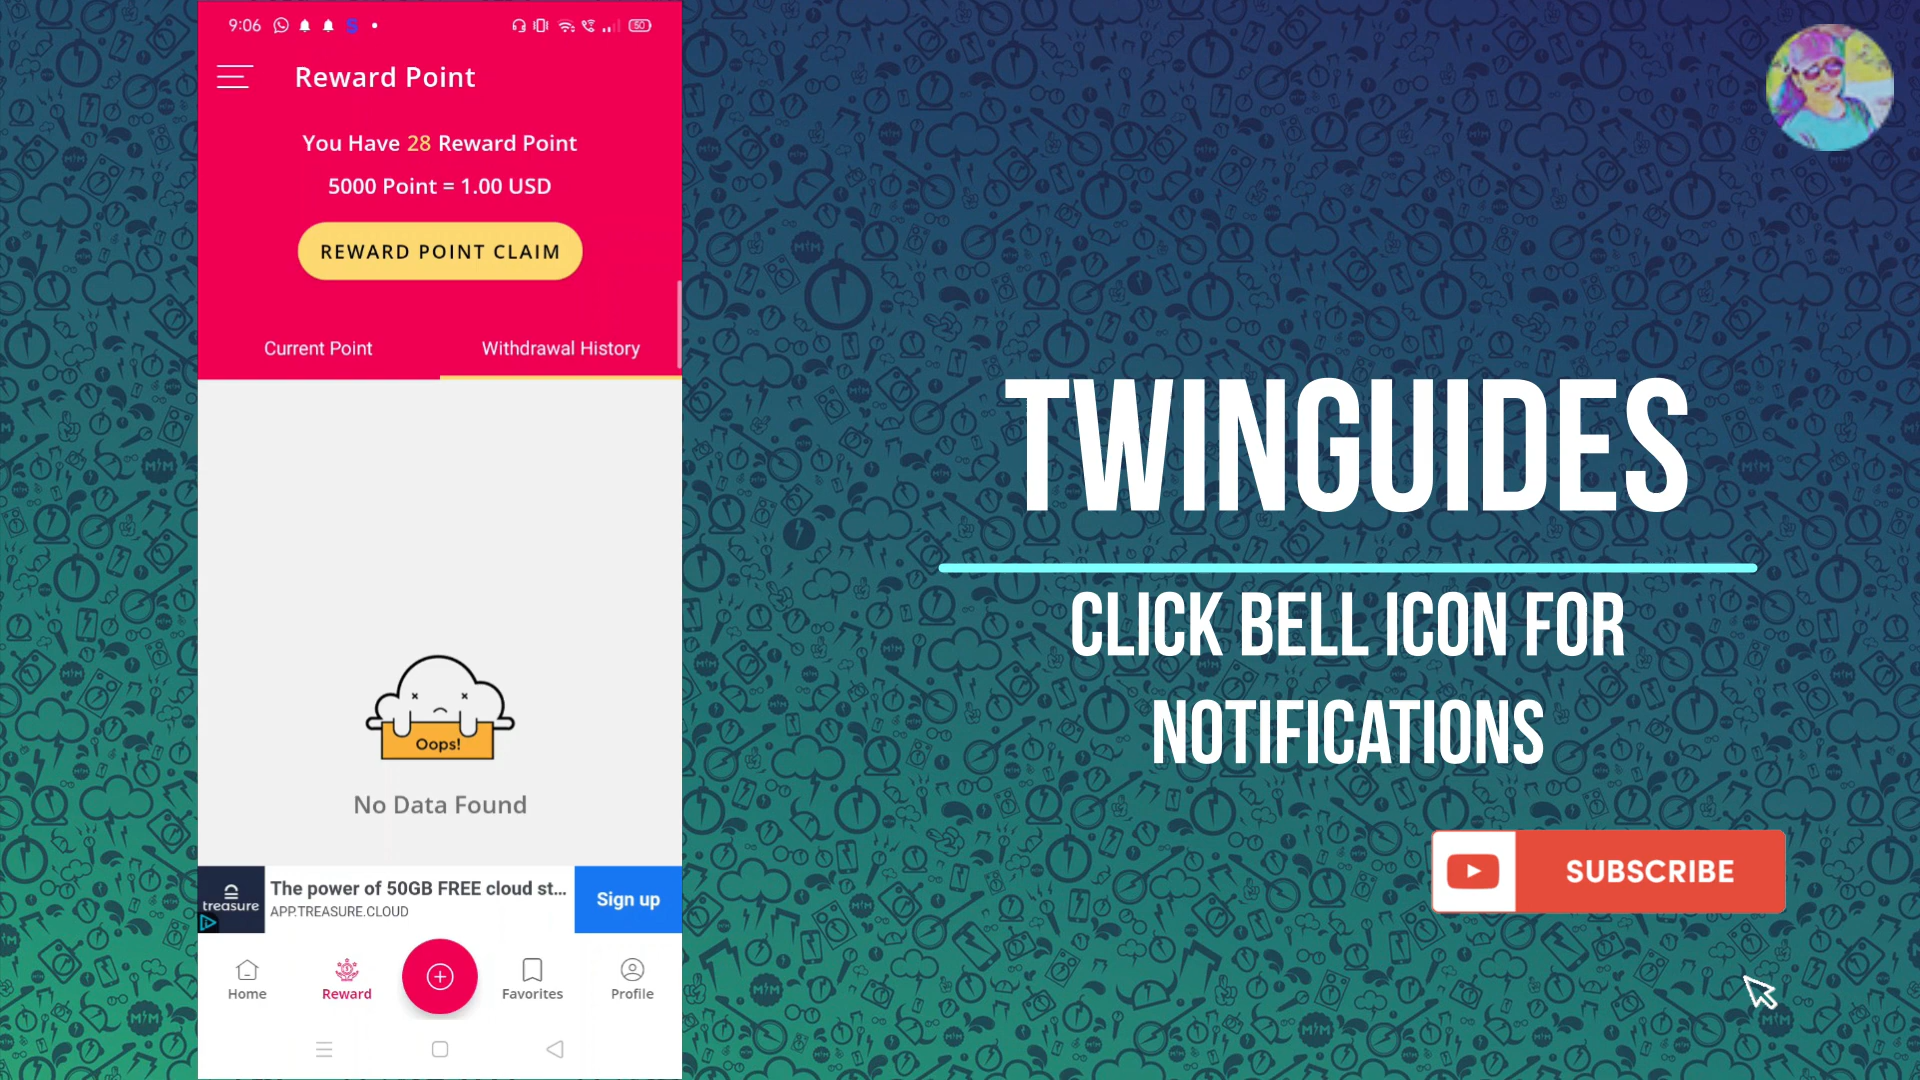 9:06
50
Reward Point
You Have 28 Reward Point
5000 Point = 1.00 USD
REWARD POINT CLAIM
Current Point
Withdrawal History
Oops!
No Data Found
treasure
The power of 50GB FREE cloud st...
APP.TREASURE.CLOUD
Sign up
Home
Reward
Favorites
Profile
TWINGUIDES
CLICK BELL ICON FOR
NOTIFICATIONS
SUBSCRIBE